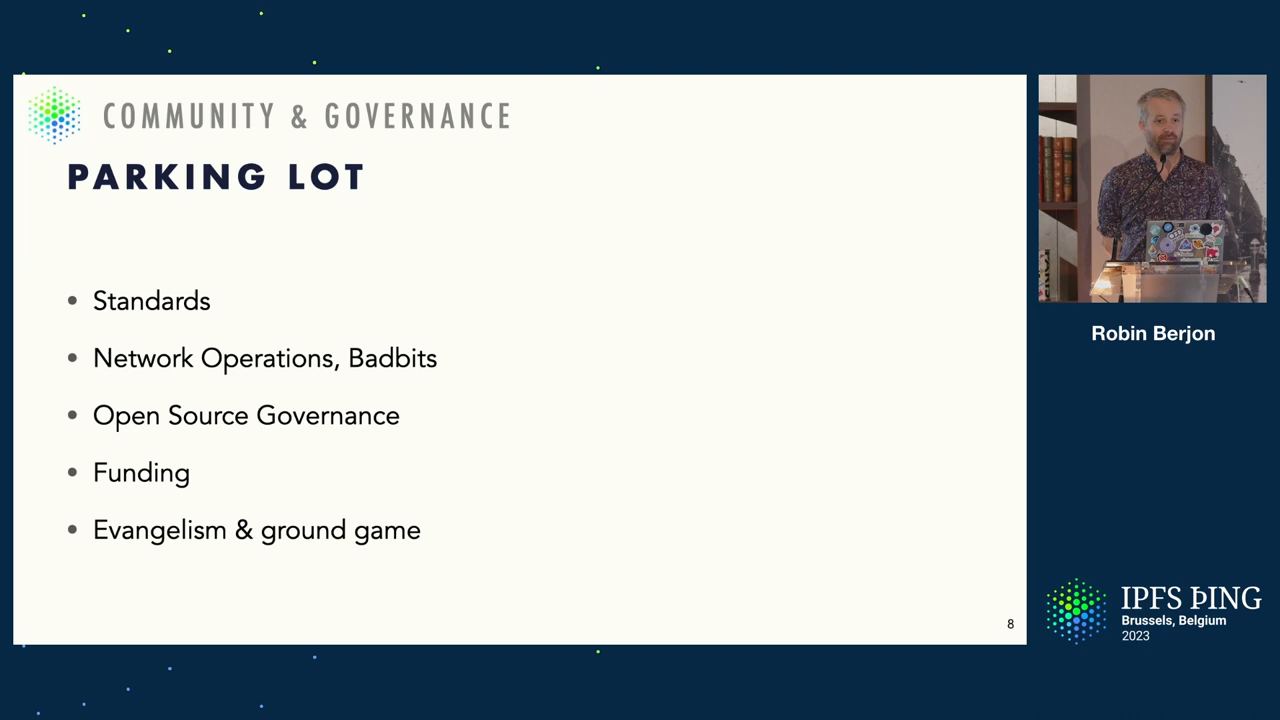 COMMUNITY & GOVERNANCE
PARKING LOT
• Standards
• Network Operations, Badbits
• Open Source Governance
• Funding
• Evangelism & ground game
8
Robin Berjon
IPFS ÞING
Brussels, Belgium
2023